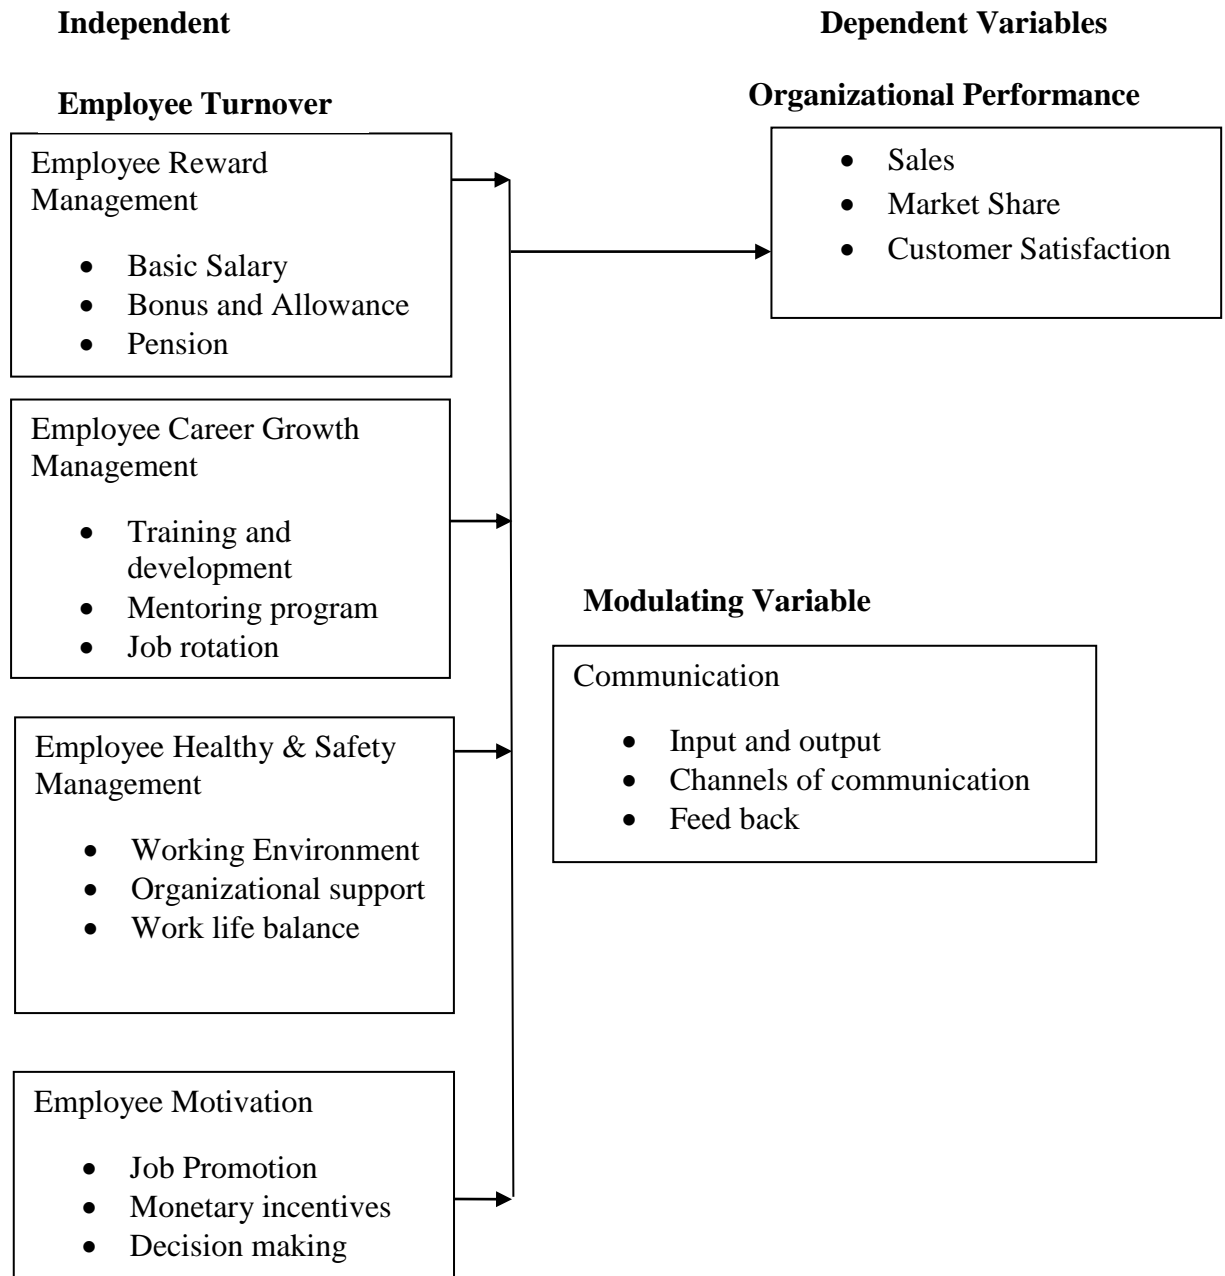 Independent
Dependent Variables
Employee Turnover
Organizational Performance
Employee Reward
Management
• Basic Salary
• Bonus and Allowance
• Pension
• Sales
• Market Share
• Customer Satisfaction
Employee Career Growth
Management
• Training and
development
• Mentoring program
• Job rotation
Modulating Variable
Communication
• Input and output
• Channels of communication
• Feed back
Employee Healthy & Safety
Management
• Working Environment
• Organizational support
• Work life balance
Employee Motivation
• Job Promotion
• Monetary incentives
• Decision making